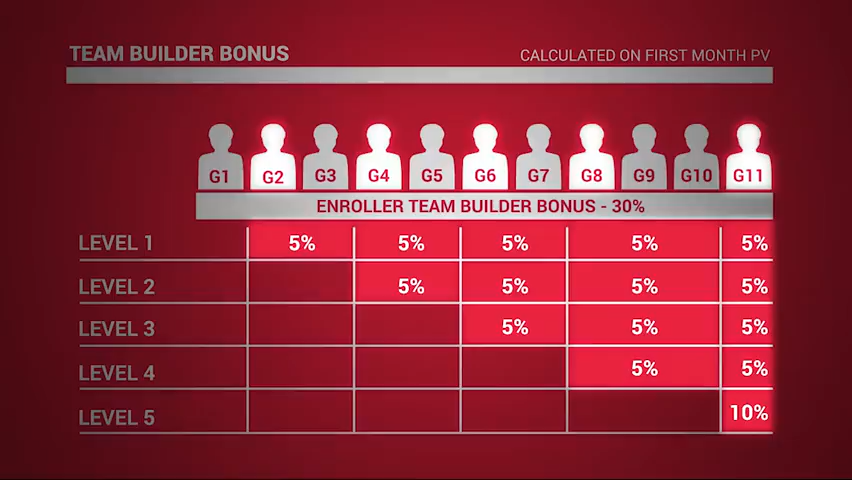 TEAM BUILDER BONUS CALCULATED ON FIRST MONTH PV
G1 G2 G3 G4 G5 G6 G7 G8 G9 G10 G11
ENROLLER TEAM BUILDER BONUS - 30%
LEVEL 1 5% 5% 5% 5% 5%
LEVEL 2 5% 5% 5% 5%
LEVEL 3 5% 5% 5%
LEVEL 4 5% 5%
LEVEL 5 10%